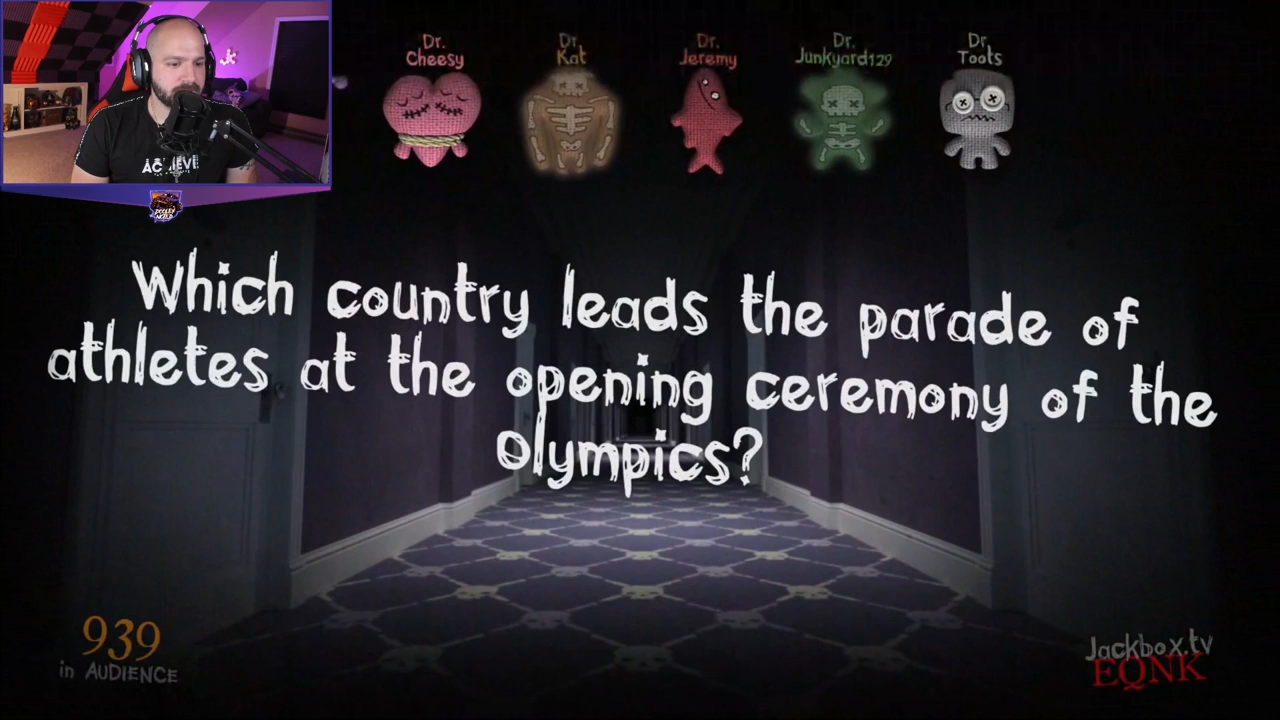 Dr.
Cheesy
Dr.
Kat
Dr.
Jeremy
Dr.
Junkyard129
Dr.
Toots
ACHIEVE
Which country leads the parade of
athletes at the opening ceremony of the
Olympics?
939
in AUDIENCE
Jackbox.tv
EQNK